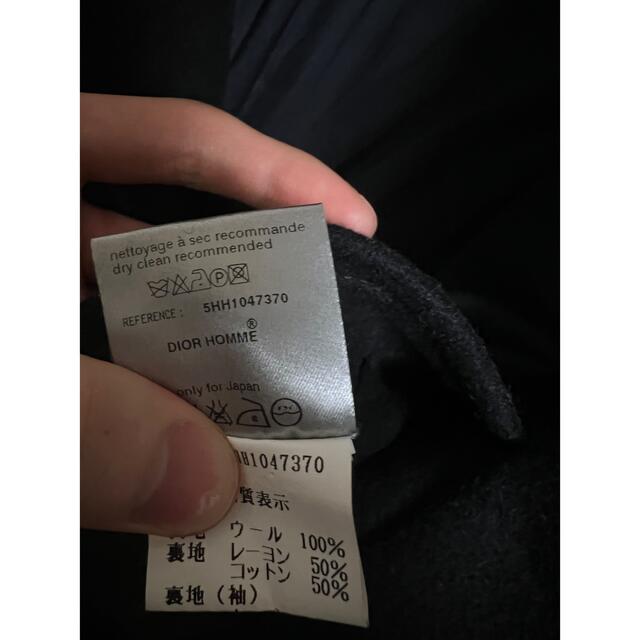 nettoyage à sec recommande
dry clean recommended
REFERENCE : 5HH1047370
DIOR HOMME®
only for Japan
H1047370
質表示
地 ウール 100%
裏地 レーヨン 50%
コットン 50%
裏地（袖）